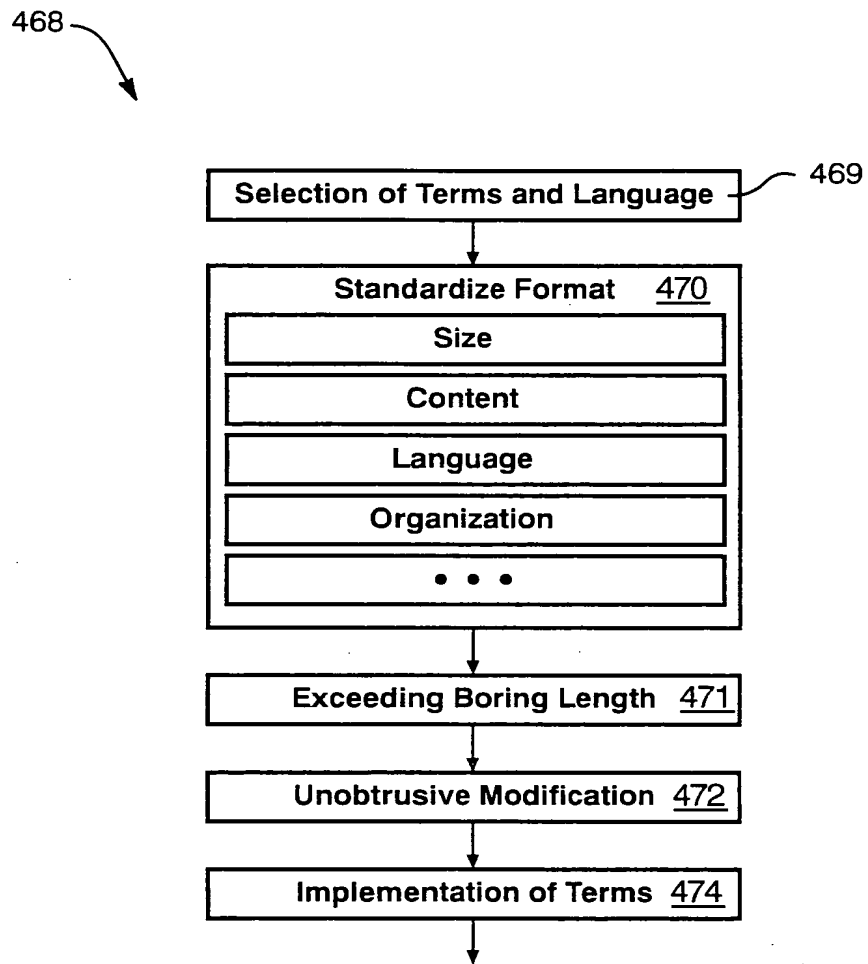 468
Selection of Terms and Language 469
Standardize Format 470
Size
Content
Language
Organization
• • •
Exceeding Boring Length 471
Unobtrusive Modification 472
Implementation of Terms 474